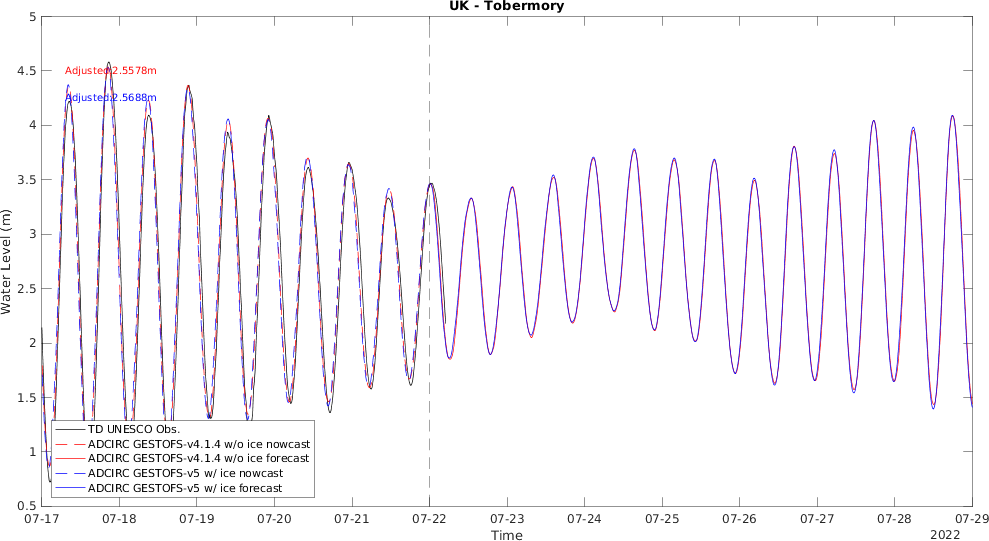 UK - Tobermory
5
4.5
4
3.5
3
2.5
2
1.5
1
0.5
Water Level (m)
Adjusted:2.5578m
Adjusted:2.5688m
TD UNESCO Obs.
ADCIRC GESTOFS-v4.1.4 w/o ice nowcast
ADCIRC GESTOFS-v4.1.4 w/o ice forecast
ADCIRC GESTOFS-v5 w/ ice nowcast
ADCIRC GESTOFS-v5 w/ ice forecast
07-17 07-18 07-19 07-20 07-21 07-22 07-23 07-24 07-25 07-26 07-27 07-28 07-29
Time
2022